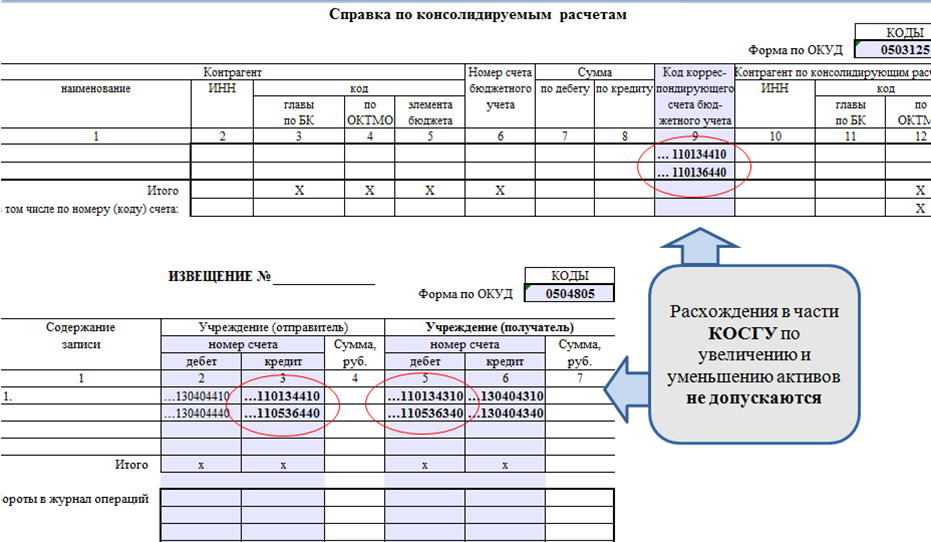 Справка по консолидируемым расчетам
КОДЫ
Форма по ОКУД 0503125
Контрагент Номер счета Сумма Код коррес- Контрагент по консолидирующим рас
наименование ИНН код бюджетного по дебету по кредиту пондирующего ИНН код
главы по элемента учета счета бюд- главы по
по БК ОКТМО бюджета жетного учета по БК ОКТМ
1 2 3 4 5 6 7 8 9 10 11 12
... 110134410
... 110136440
Итого X X X X X
том числе по номеру (коду) счета: X
ИЗВЕЩЕНИЕ № КОДЫ
Форма по ОКУД 0504805
Содержание Учреждение (отправитель) Учреждение (получатель)
записи номер счета Сумма, номер счета Сумма,
дебет кредит руб. дебет кредит руб.
1 2 3 4 5 6 7
1. ...130404410 ...110134410 ...110134310 ...130404310
...130404440 ...110536440 ...110536340 ...130404340
Итого x x x x
ороты в журнал операций
Расхождения в части
КОСГУ по
увеличению и
уменьшению активов
не допускаются